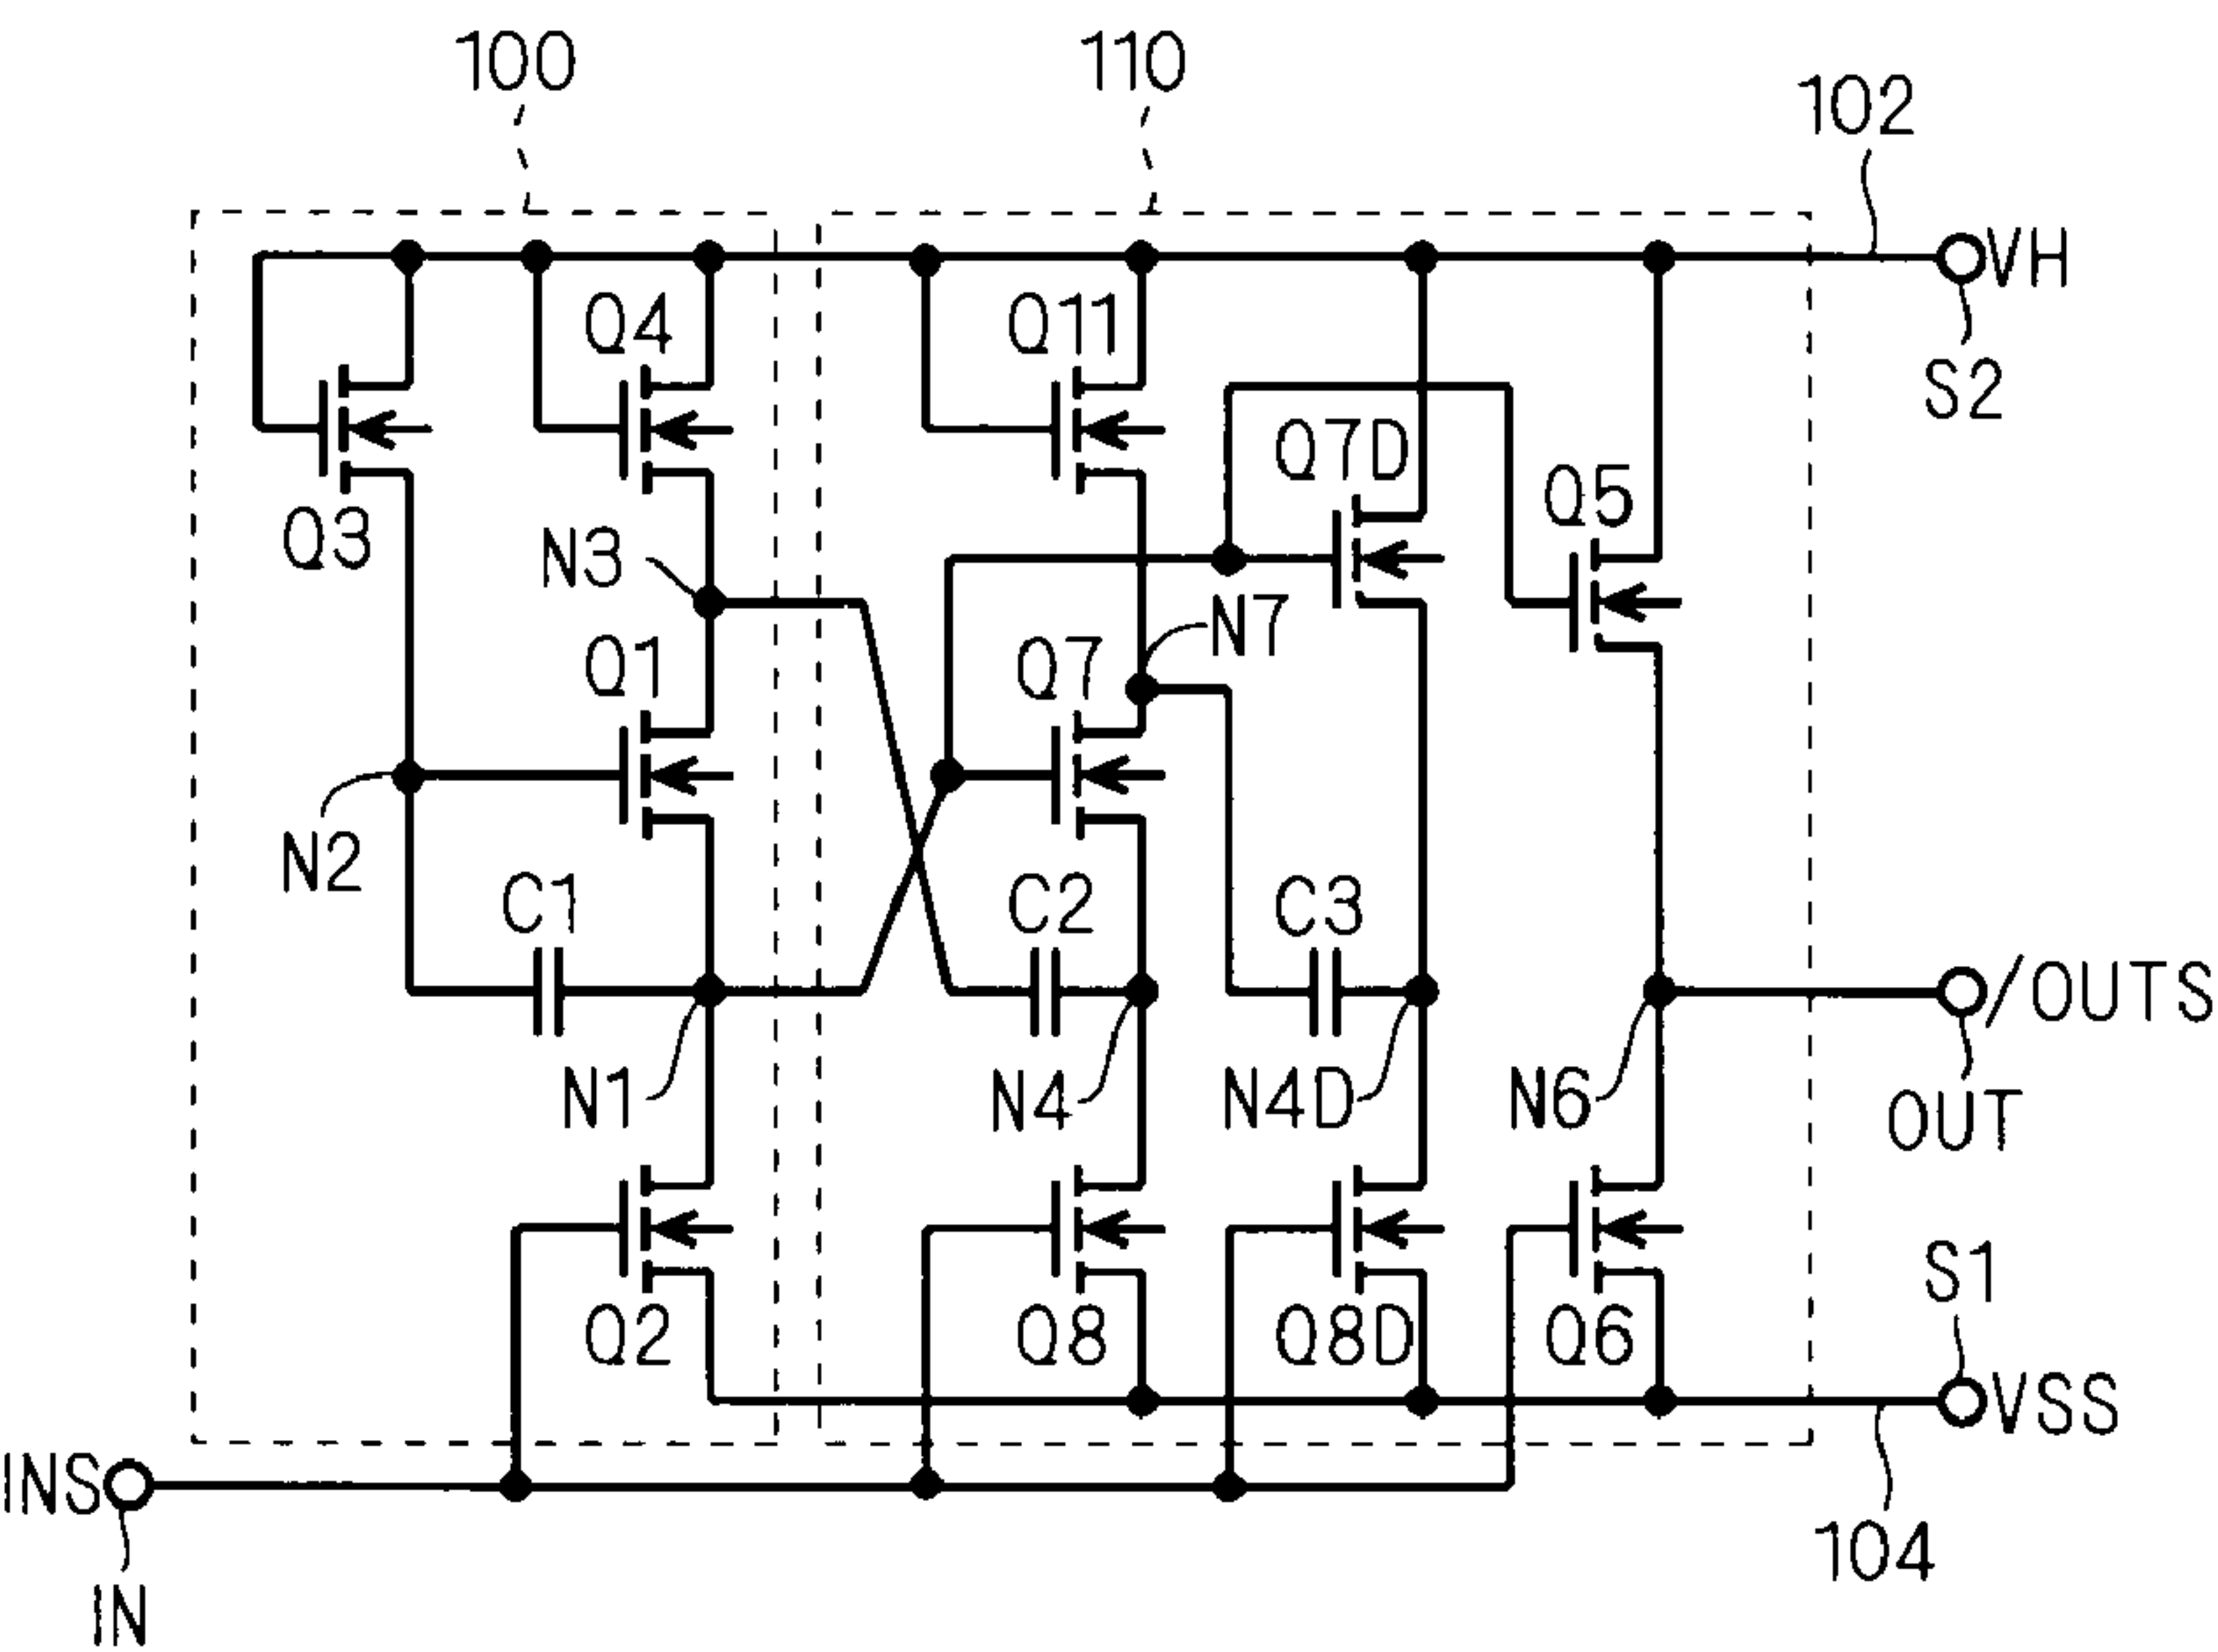 100
110
102
VH
S2
Q4
Q11
Q7D
Q5
Q3
N3
N7
Q1
Q7
N2
C1
C2
C3
/OUTS
N1
N4
N4D
N6
OUT
S1
Q2
Q8
Q8D
Q6
VSS
INS
104
IN